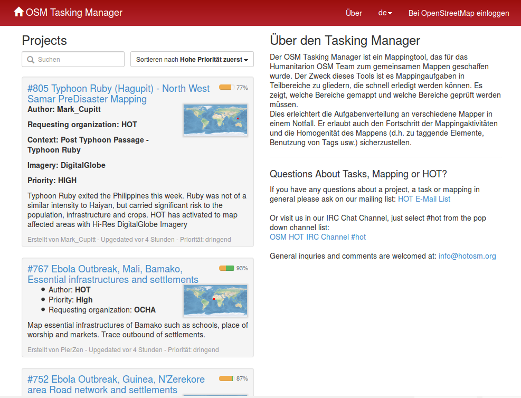 OSM Tasking Manager
Über
de
Bei OpenStreetMap einloggen
Projects
Suchen
Sortieren nach Hohe Priorität zuerst
#805 Typhoon Ruby (Hagupit) - North West
Samar PreDisaster Mapping
77%
Author: Mark_Cupitt
Requesting organization: HOT
Context: Post Typhoon Passage -
Typhoon Ruby
Imagery: DigitalGlobe
Priority: HIGH
Typhoon Ruby exited the Philippines this week. Ruby was not of a
similar intensity to Haiyan, but carried significant risk to the
population, infrastructure and crops. HOT has activated to map
affected areas with Hi-Res DigitalGlobe Imagery
Erstellt von Mark_Cupitt - Upgedated vor 4 Stunden - Priorität: dringend
#767 Ebola Outbreak, Mali, Bamako,
Essential infrastructures and settlements
93%
Author: HOT
Priority: High
Requesting organization: OCHA
Map essential infrastructures of Bamako such as schools, place of
worship and markets. Trace outbound of settlements.
Erstellt von PierZen - Upgedated vor 4 Stunden - Priorität: dringend
#752 Ebola Outbreak, Guinea, N'Zerekore
area Road network and settlements
87%
Über den Tasking Manager
Der OSM Tasking Manager ist ein Mappingtool, das für das
Humanitarion OSM Team zum gemeinsamen Mappen geschaffen
wurde. Der Zweck dieses Tools ist es Mappingaufgaben in
Teilbereiche zu gliedern, die schnell erledigt werden können. Es
zeigt, welche Bereiche gemappt und welche Bereiche geprüft werden
müssen.
Dies erleichtert die Aufgabenverteilung an verschiedene Mapper in
einem Notfall. Er erlaubt auch den Fortschritt der Mappingaktivitäten
und die Homogenität des Mappens (d.h. zu taggende Elemente,
Benutzung von Tags usw.) sicherzustellen.
Questions About Tasks, Mapping or HOT?
If you have any questions about a project, a task or mapping in
general please ask on our mailing list: HOT E-Mail List
Or visit us in our IRC Chat Channel, just select #hot from the pop
down channel list:
OSM HOT IRC Channel #hot
General inquries and comments are welcomed at: info@hotosm.org